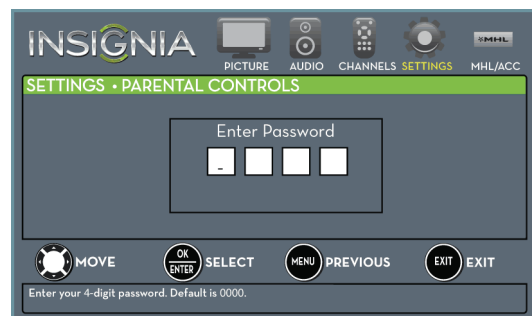 INSIGNIA
PICTURE AUDIO CHANNELS SETTINGS MHL/ACC
MHL
SETTINGS • PARENTAL CONTROLS
Enter Password
_
MOVE OK ENTER SELECT MENU PREVIOUS EXIT EXIT
Enter your 4-digit password. Default is 0000.